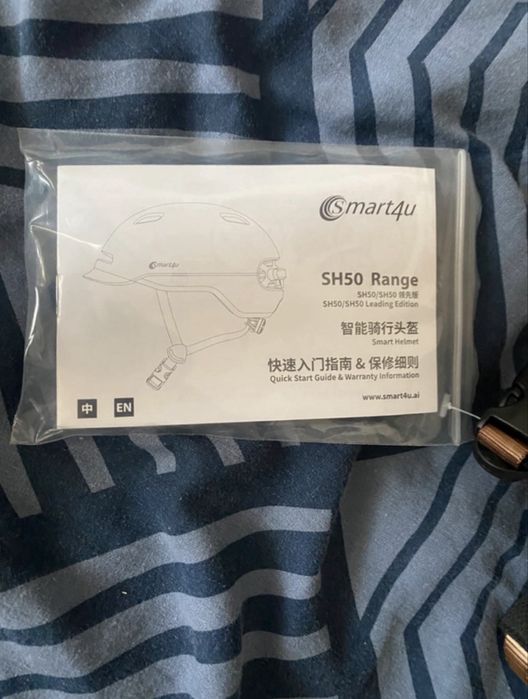 Smart4u
Smart4u
SH50 Range
SH50/SH50 领先版
SH50/SH50 Leading Edition
智能骑行头盔
Smart Helmet
快速入门指南 & 保修细则
Quick Start Guide & Warranty Information
www.smart4u.ai
中 EN